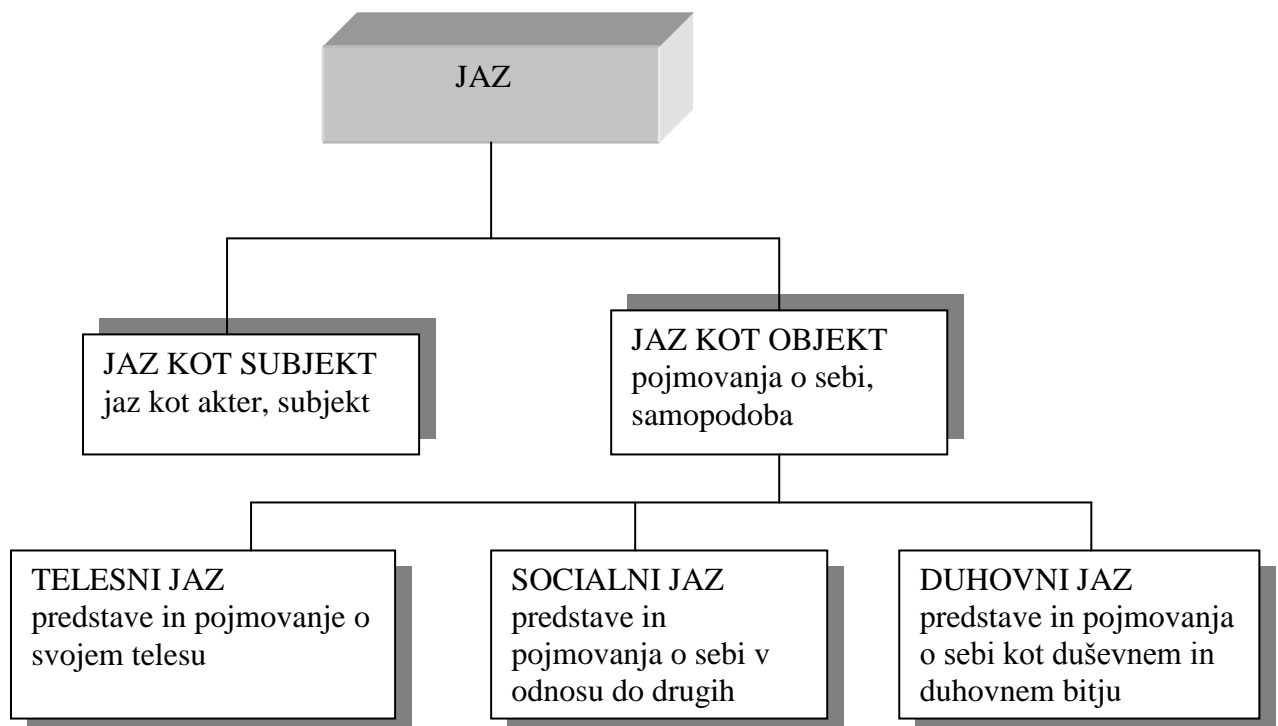 JAZ
JAZ KOT SUBJEKT
jaz kot akter, subjekt
JAZ KOT OBJEKT
pojmovanja o sebi,
samopodoba
TELESNI JAZ
predstave in pojmovanje o
svojem telesu
SOCIALNI JAZ
predstave in
pojmovanja o sebi v
odnosu do drugih
DUHOVNI JAZ
predstave in pojmovanja
o sebi kot duševnem in
duhovnem bitju